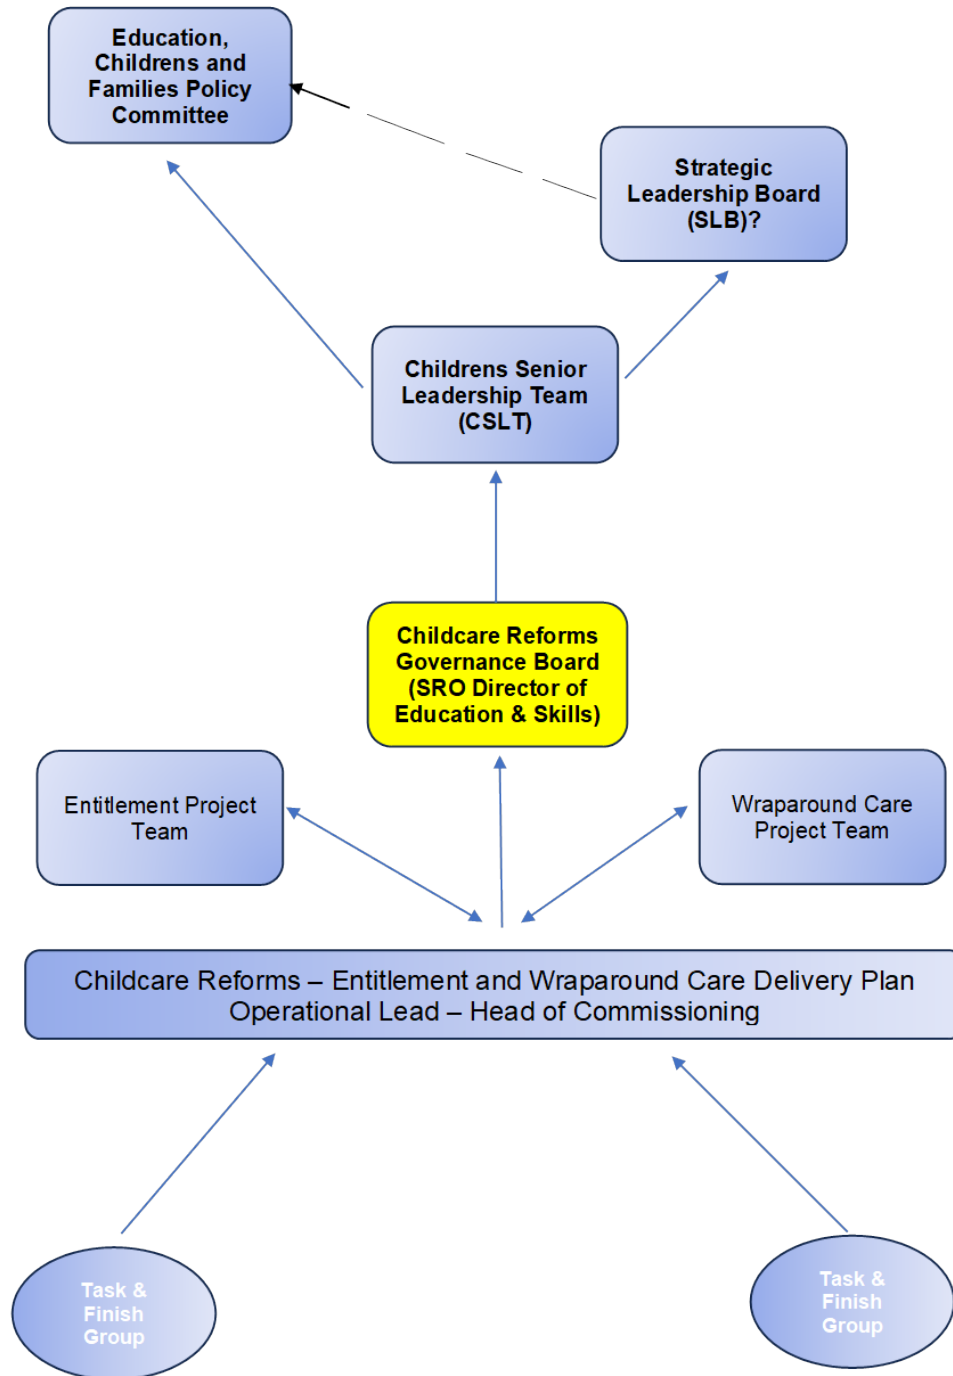 Education,
Childrens and
Families Policy
Committee
Strategic
Leadership Board
(SLB)?
Childrens Senior
Leadership Team
(CSLT)
Childcare Reforms
Governance Board
(SRO Director of
Education & Skills)
Entitlement Project
Team
Wraparound Care
Project Team
Childcare Reforms – Entitlement and Wraparound Care Delivery Plan
Operational Lead – Head of Commissioning
Task &
Finish
Group
Task &
Finish
Group